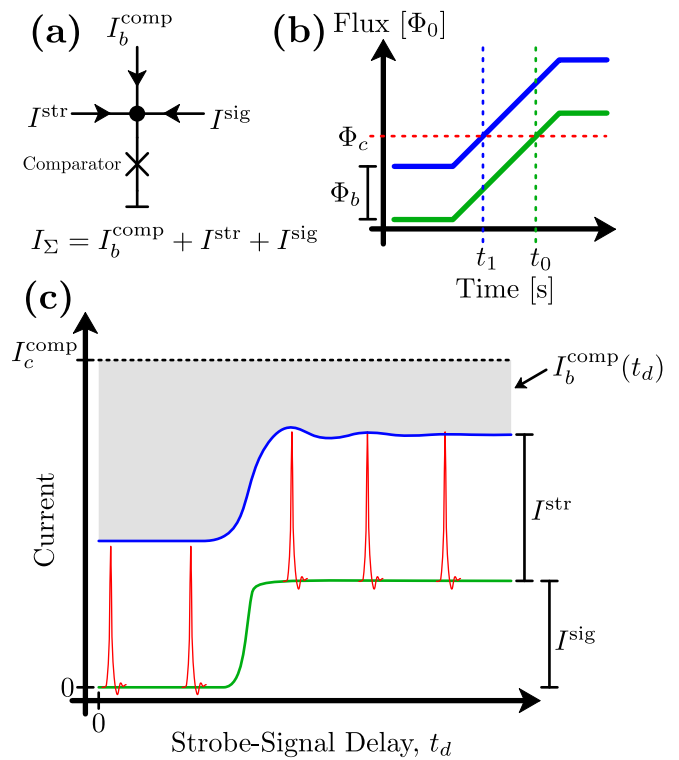 (a)
I_b^comp
I^str
I^sig
Comparator
I_Σ = I_b^comp + I^str + I^sig
(b)
Flux [Φ_0]
Φ_c
Φ_b
t_1
t_0
Time [s]
(c)
I_c^comp
I_b^comp(t_d)
Current
I^str
I^sig
0
0
Strobe-Signal Delay, t_d